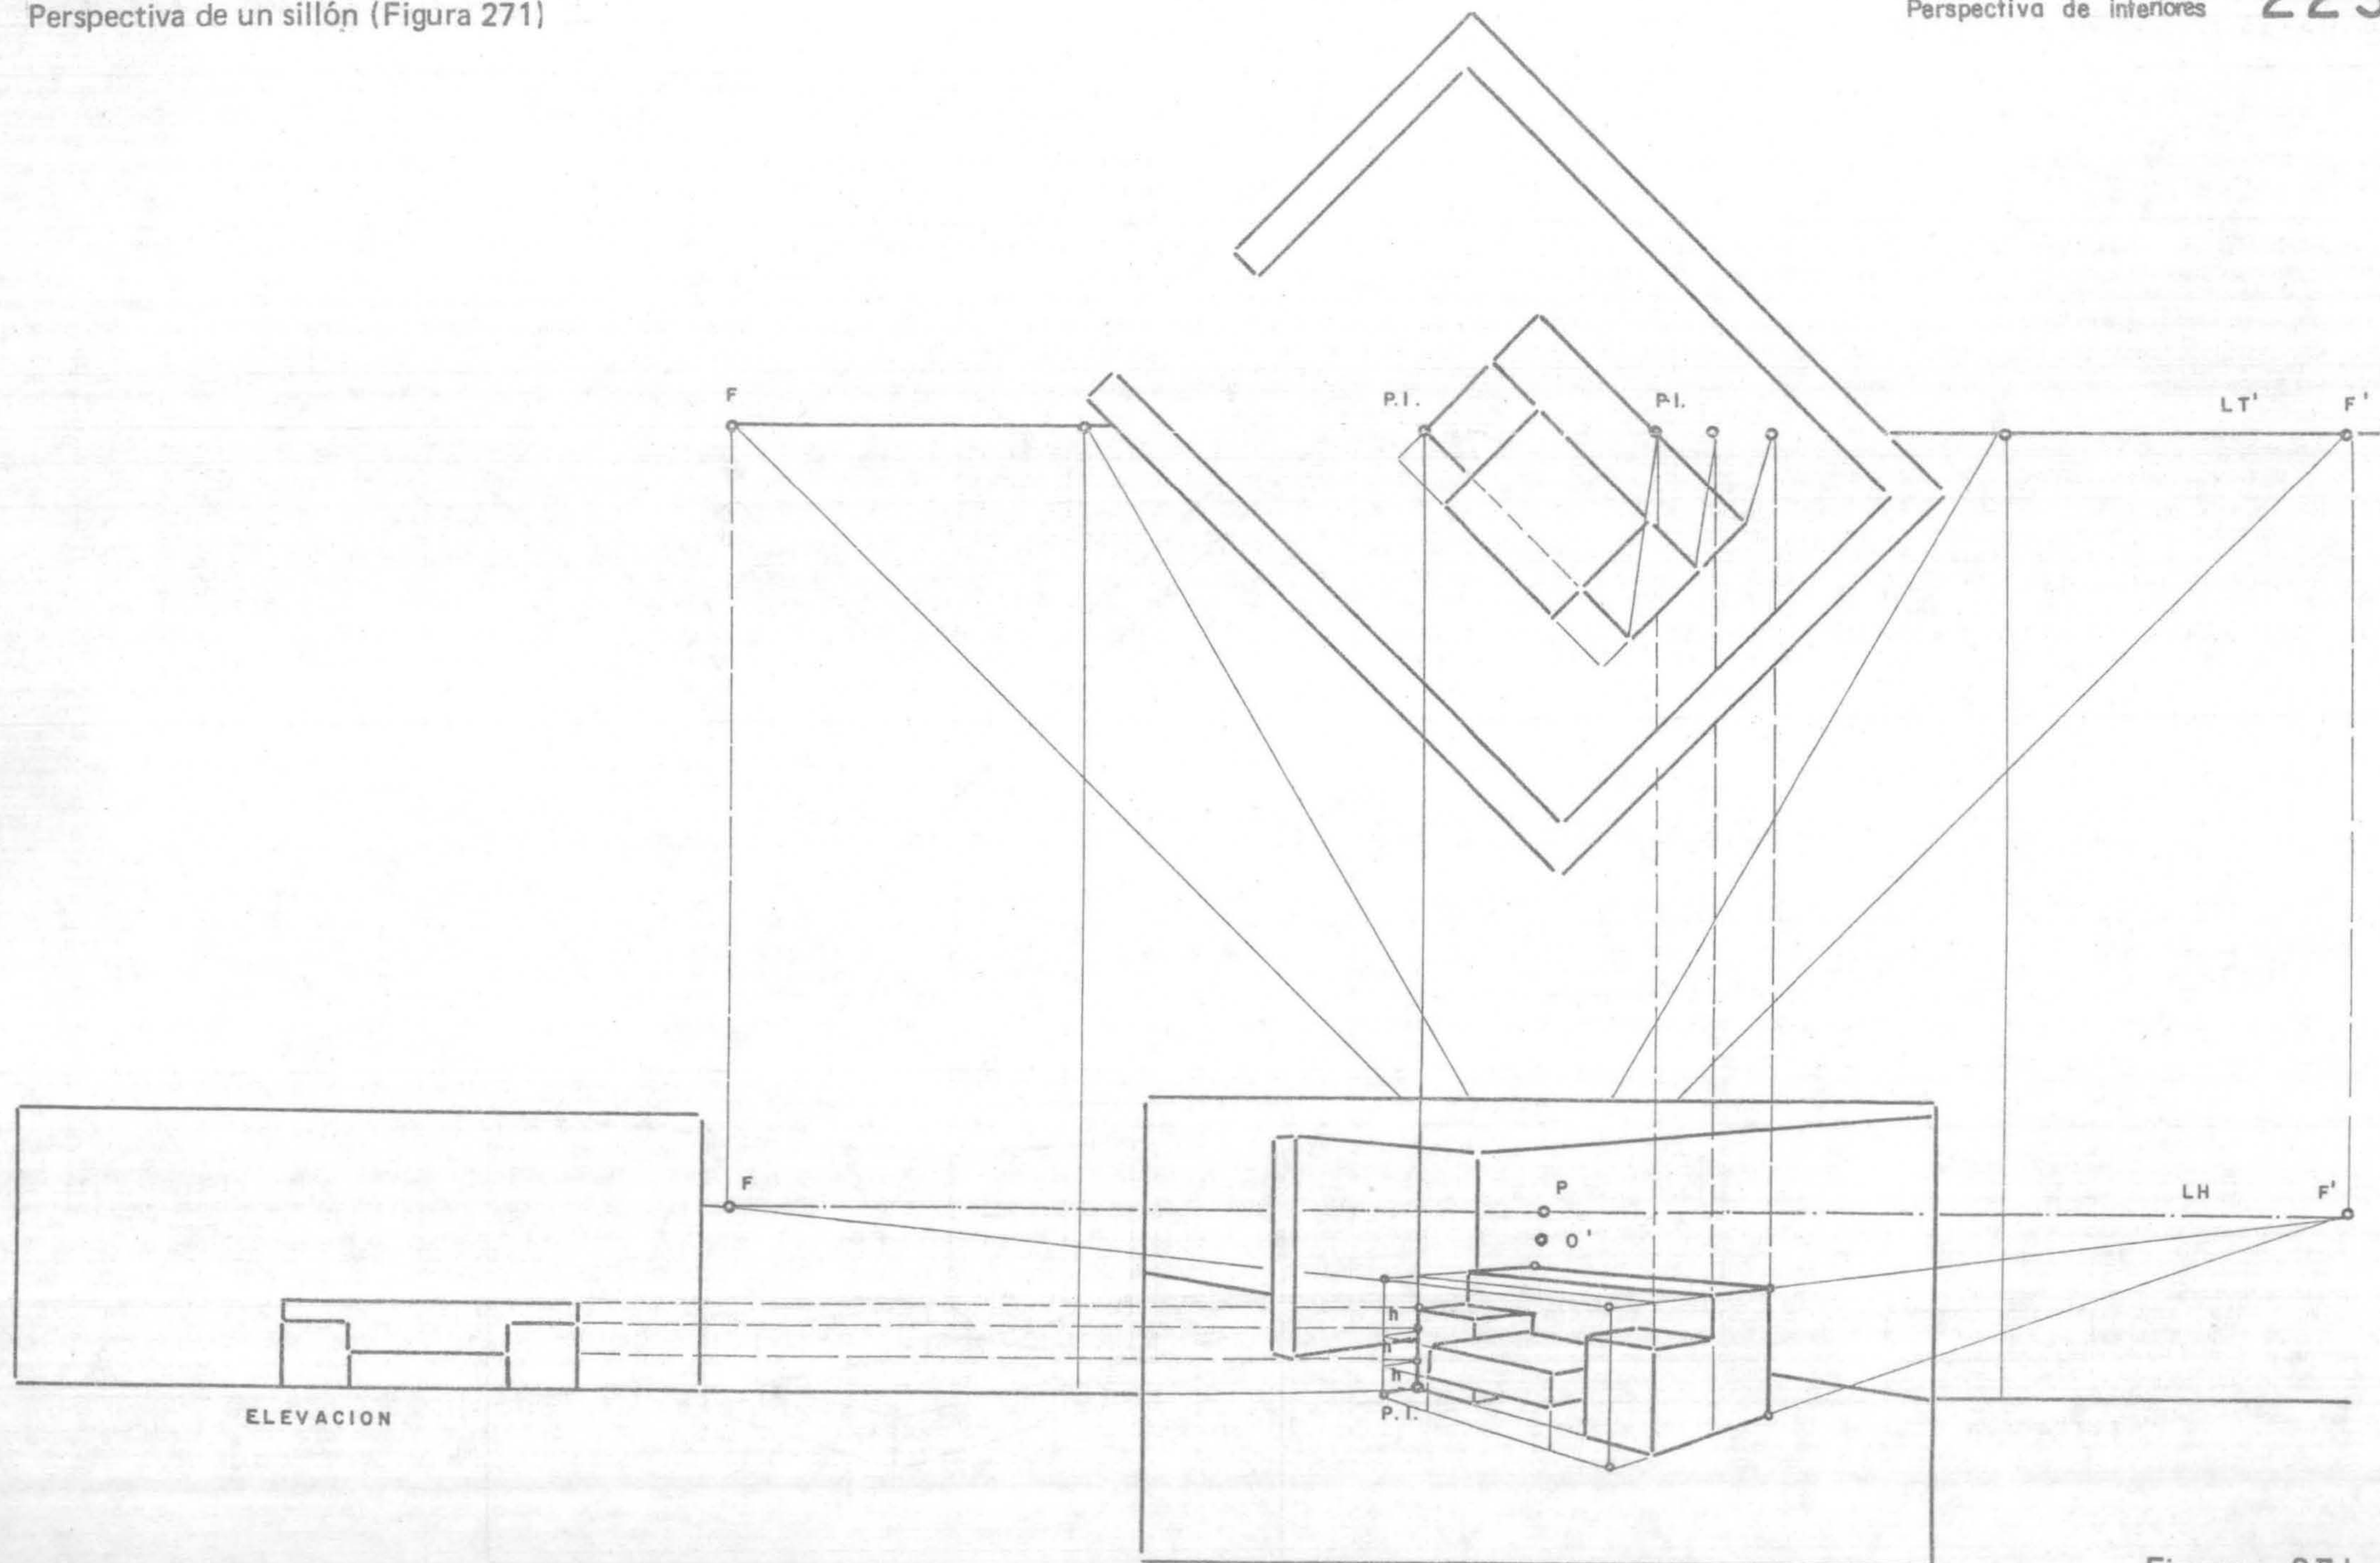 Perspectiva de un sillón (Figura 271)
Perspectiva de interiores
F
P.I.
P.I.
LT'
F'
F
P
LH
F'
O'
h
h
h
P.I.
ELEVACION